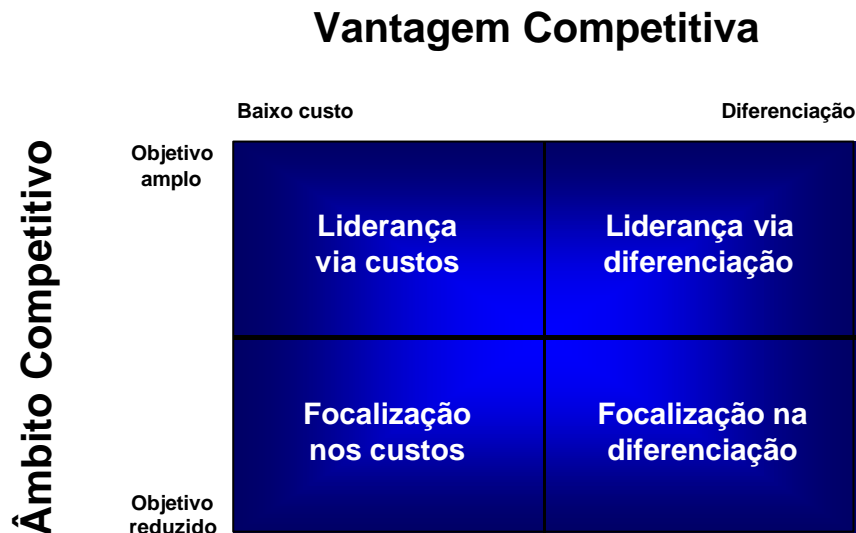 Vantagem Competitiva
Baixo custo
Diferenciação
Âmbito Competitivo
Objetivo
amplo
Liderança
via custos
Liderança via
diferenciação
Focalização
nos custos
Focalização na
diferenciação
Objetivo
reduzido